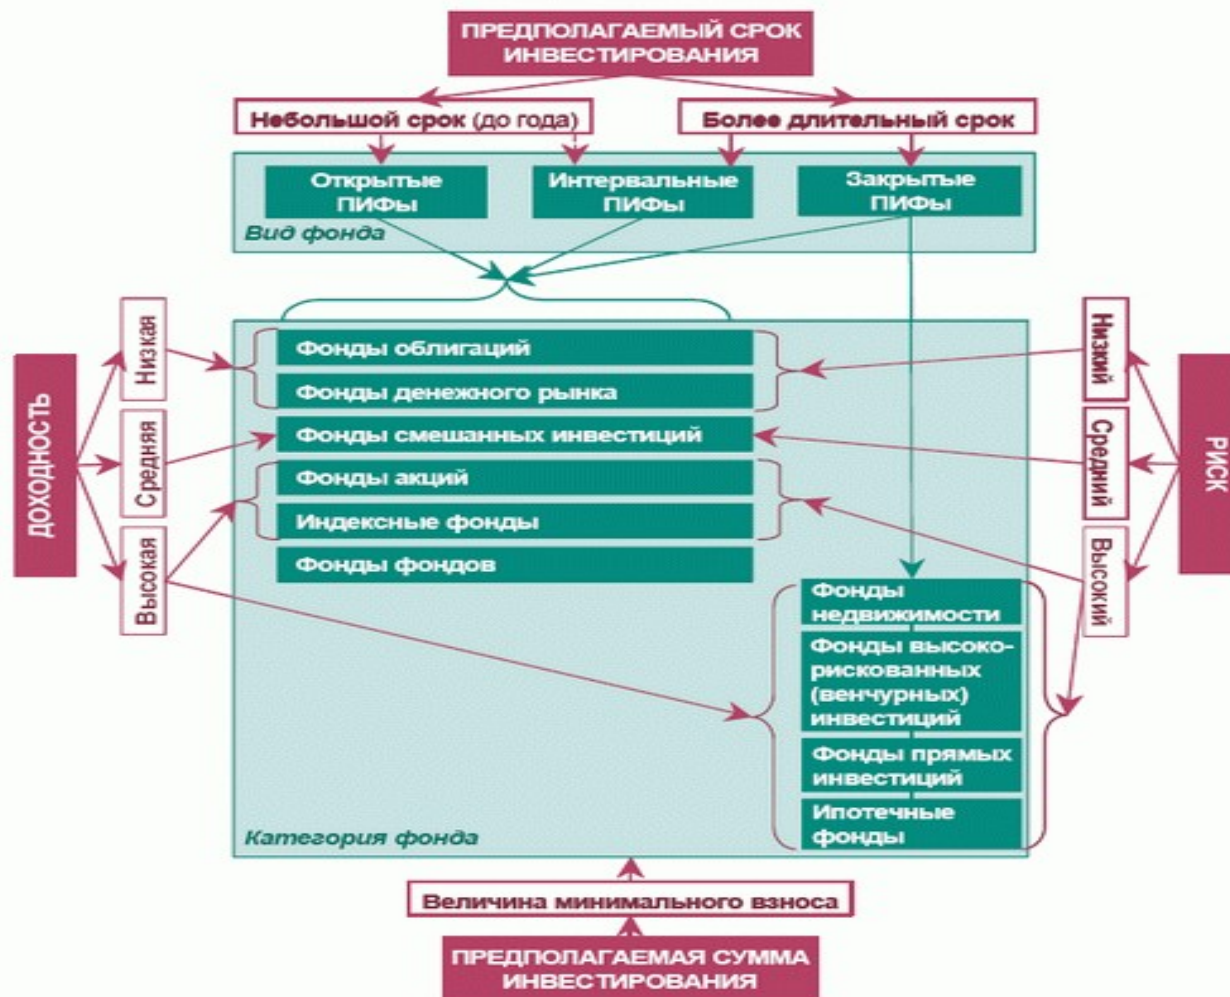 ПРЕДПОЛАГАЕМЫЙ СРОК
ИНВЕСТИРОВАНИЯ
Небольшой срок (до года)
Более длительный срок
Открытые
ПИФы
Интервальные
ПИФы
Закрытые
ПИФы
Вид фонда
ДОХОДНОСТЬ
Низкая
Средняя
Высокая
Фонды облигаций
Фонды денежного рынка
Фонды смешанных инвестиций
Фонды акций
Индексные фонды
Фонды фондов
Низкий
Средний
Высокий
РИСК
Фонды
недвижимости
Фонды высоко-
рискованных
(венчурных)
инвестиций
Фонды прямых
инвестиций
Ипотечные
фонды
Категория фонда
Величина минимального взноса
ПРЕДПОЛАГАЕМАЯ СУММА
ИНВЕСТИРОВАНИЯ